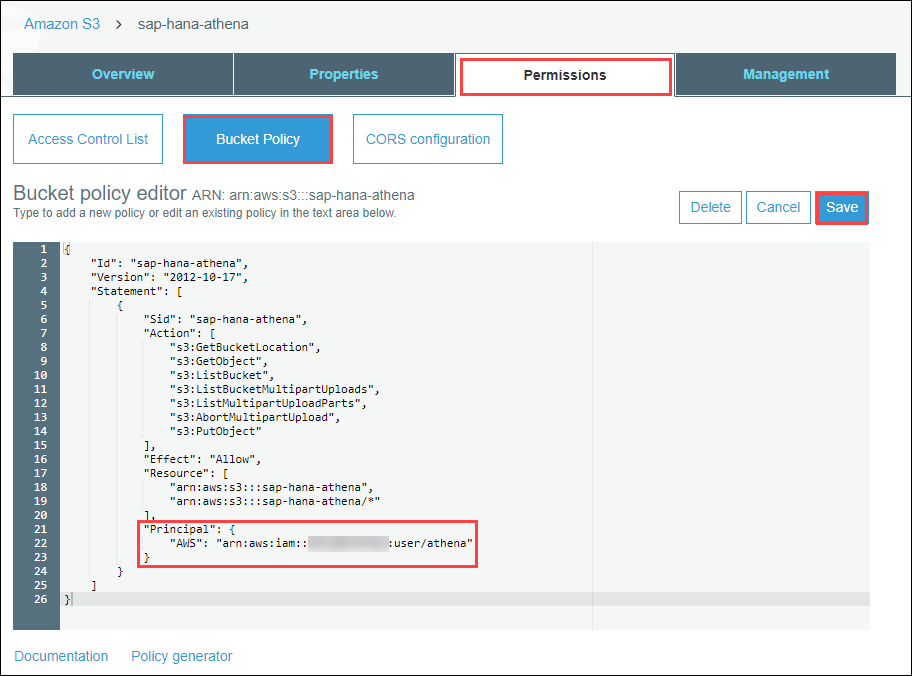 Amazon S3 > sap-hana-athena
Overview Properties Permissions Management
Access Control List Bucket Policy CORS configuration
Bucket policy editor ARN: arn:aws:s3:::sap-hana-athena
Type to add a new policy or edit an existing policy in the text area below.
Delete Cancel Save
1 {
2 "Id": "sap-hana-athena",
3 "Version": "2012-10-17",
4 "Statement": [
5 {
6 "Sid": "sap-hana-athena",
7 "Action": [
8 "s3:GetBucketLocation",
9 "s3:GetObject",
10 "s3:ListBucket",
11 "s3:ListBucketMultipartUploads",
12 "s3:ListMultipartUploadParts",
13 "s3:AbortMultipartUpload",
14 "s3:PutObject"
15 ],
16 "Effect": "Allow",
17 "Resource": [
18 "arn:aws:s3:::sap-hana-athena",
19 "arn:aws:s3:::sap-hana-athena/*"
20 ],
21 "Principal": {
22 "AWS": "arn:aws:iam:: :user/athena"
23 }
24 }
25 ]
26 }
Documentation Policy generator